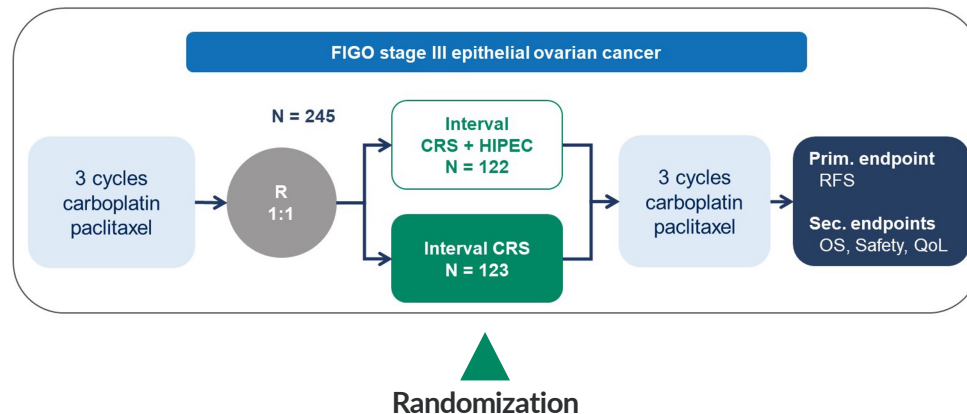 FIGO stage III epithelial ovarian cancer
N = 245
3 cycles
carboplatin
paclitaxel
R
1:1
Interval
CRS + HIPEC
N = 122
Interval CRS
N = 123
3 cycles
carboplatin
paclitaxel
Prim. endpoint
RFS
Sec. endpoints
OS, Safety, QoL
Randomization